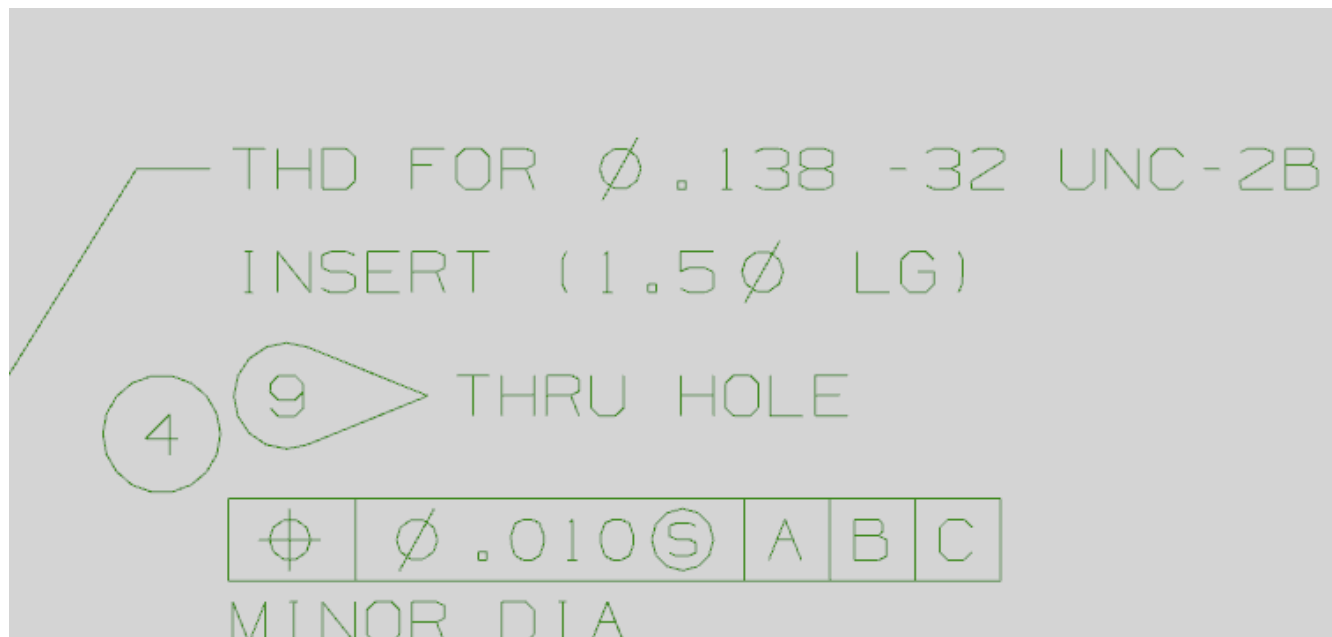 THD FOR Ø .138 -32 UNC-2B
INSERT (1.5Ø LG)
9 THRU HOLE
4
⌖ Ø .010Ⓢ A B C
MINOR DIA